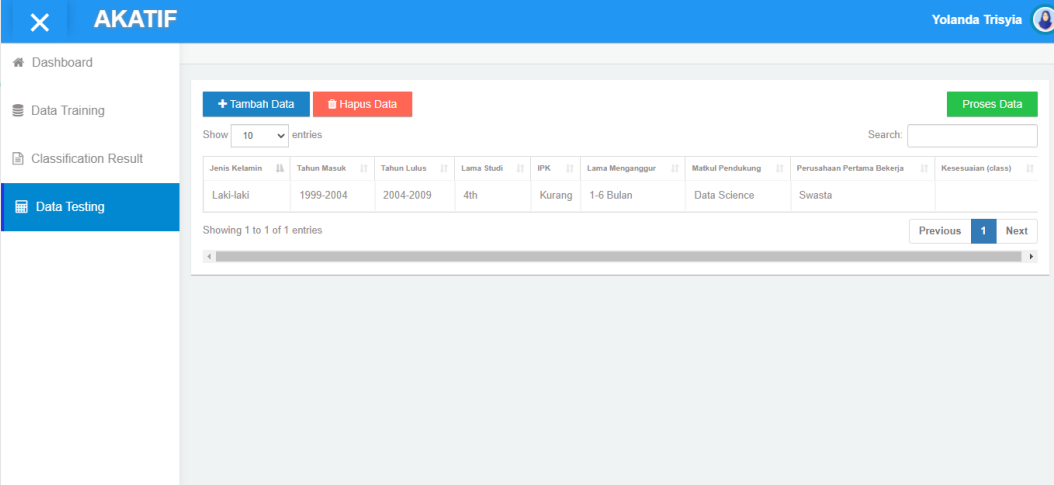 AKATIF
Yolanda Trisyia
Dashboard
Data Training
Classification Result
Data Testing
Tambah Data
Hapus Data
Proses Data
Show 10 entries
Search:
Jenis Kelamin Tahun Masuk Tahun Lulus Lama Studi IPK Lama Menganggur Matkul Pendukung Perusahaan Pertama Bekerja Kesesuaian (class)
Laki-laki 1999-2004 2004-2009 4th Kurang 1-6 Bulan Data Science Swasta
Showing 1 to 1 of 1 entries
Previous 1 Next